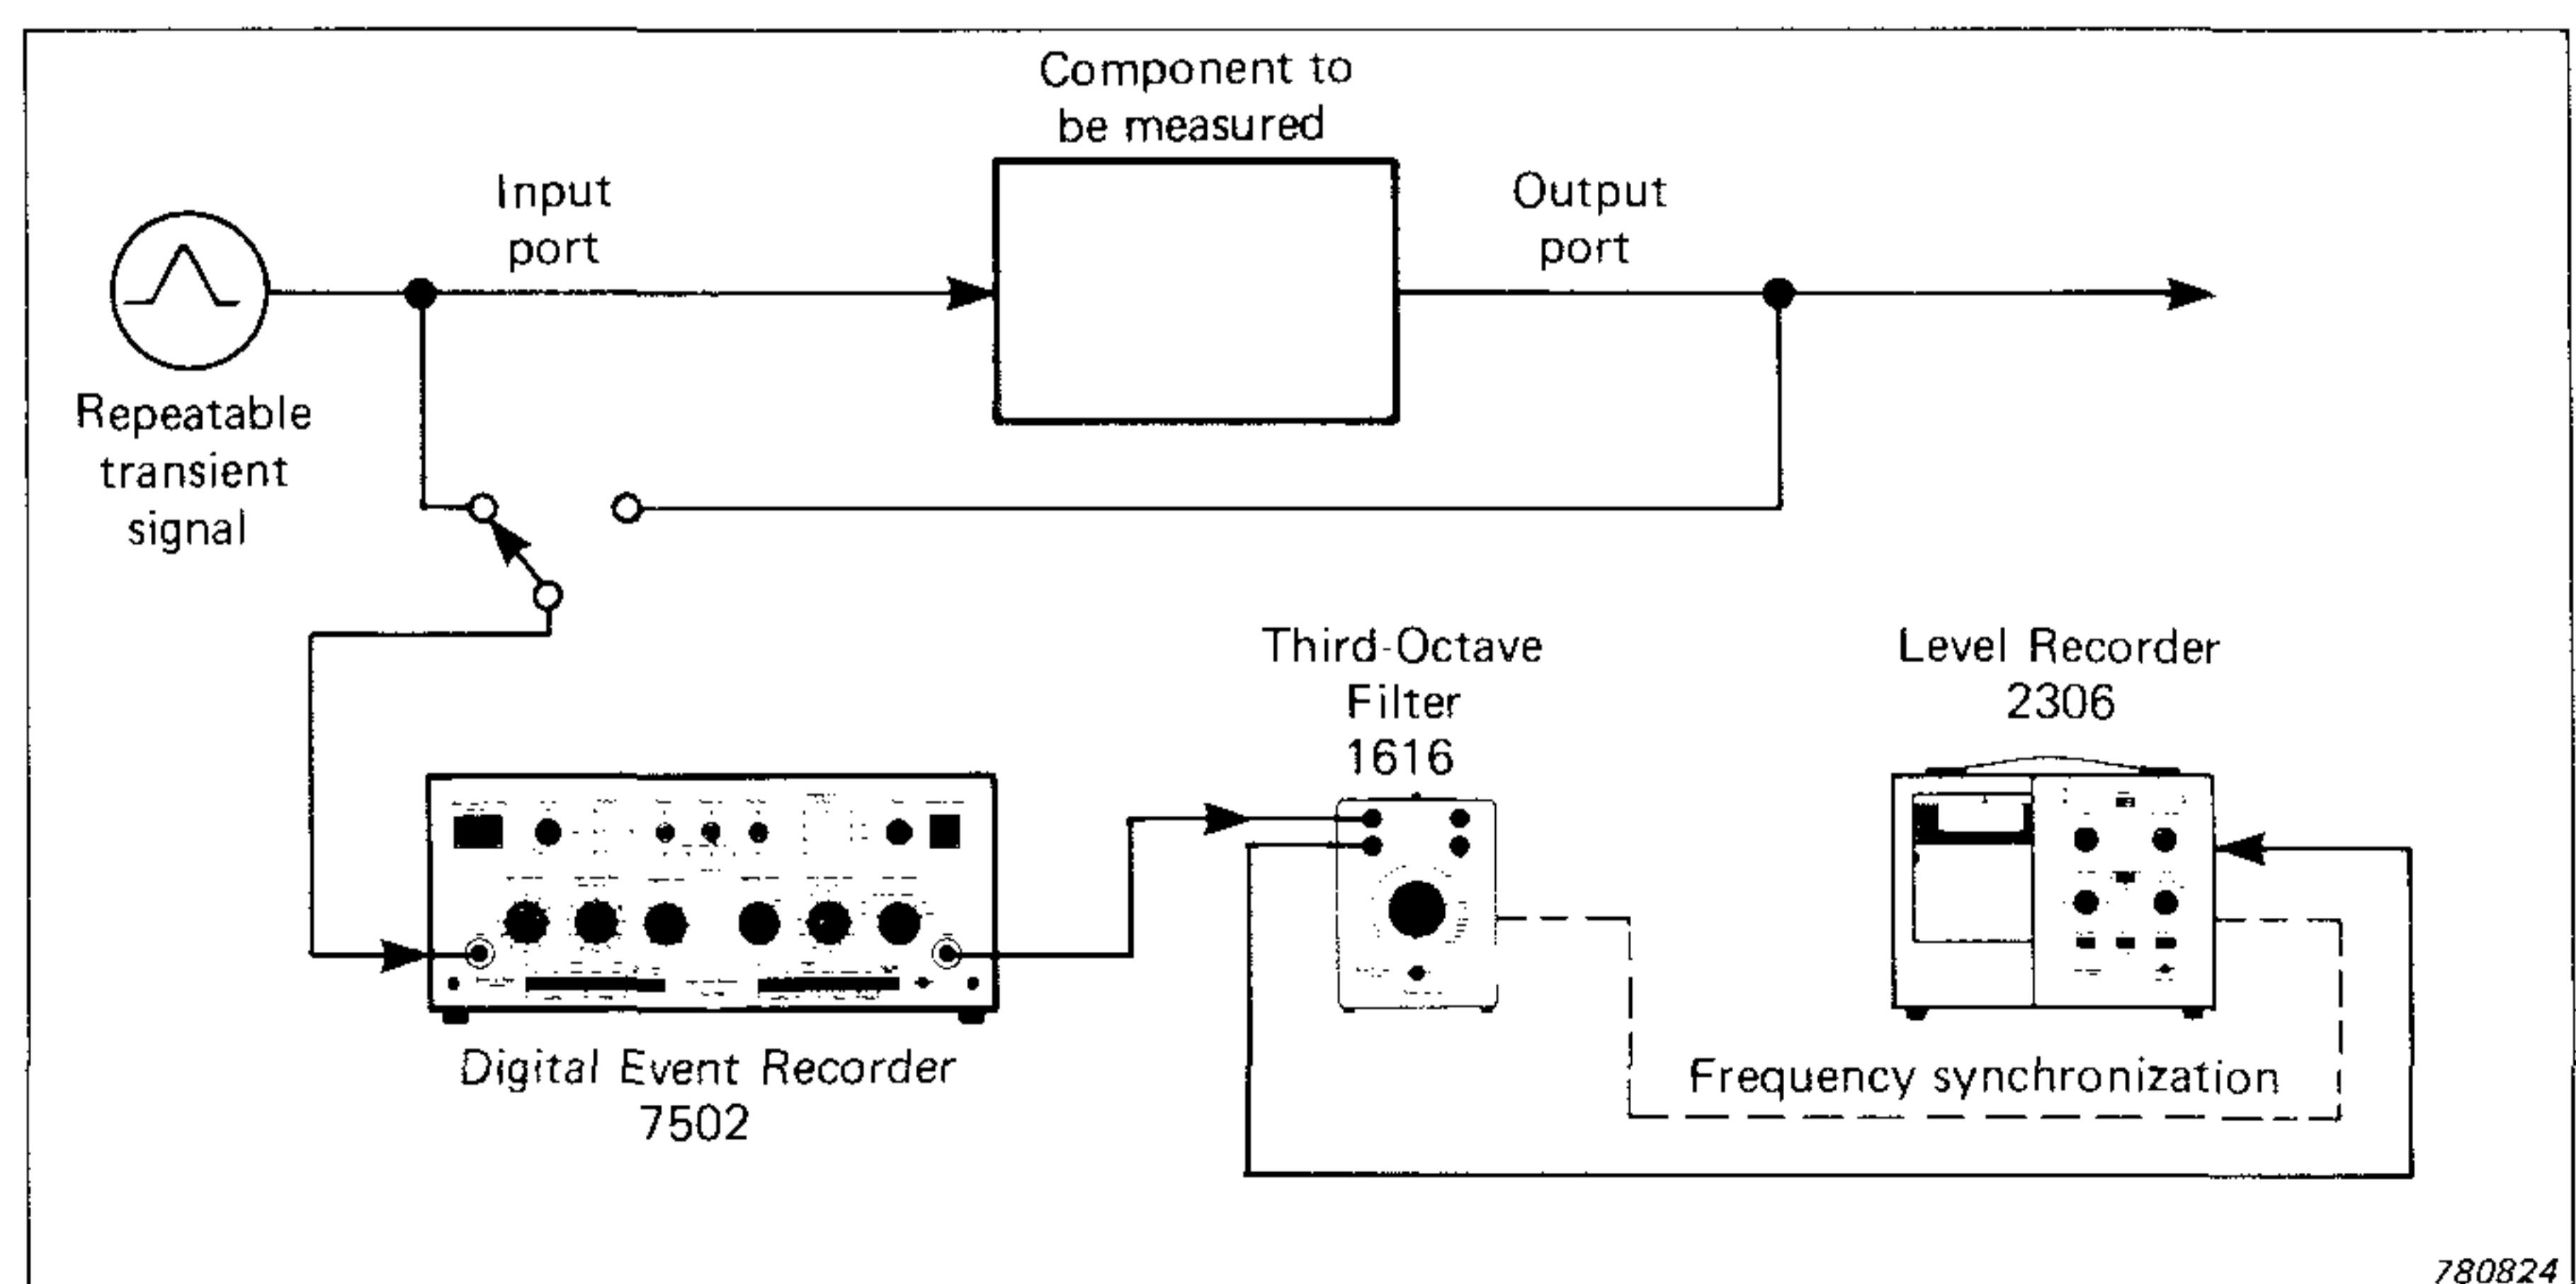 Component to
be measured
Input
port
Output
port
Repeatable
transient
signal
Third-Octave
Filter
1616
Level Recorder
2306
Digital Event Recorder
7502
Frequency synchronization
780824